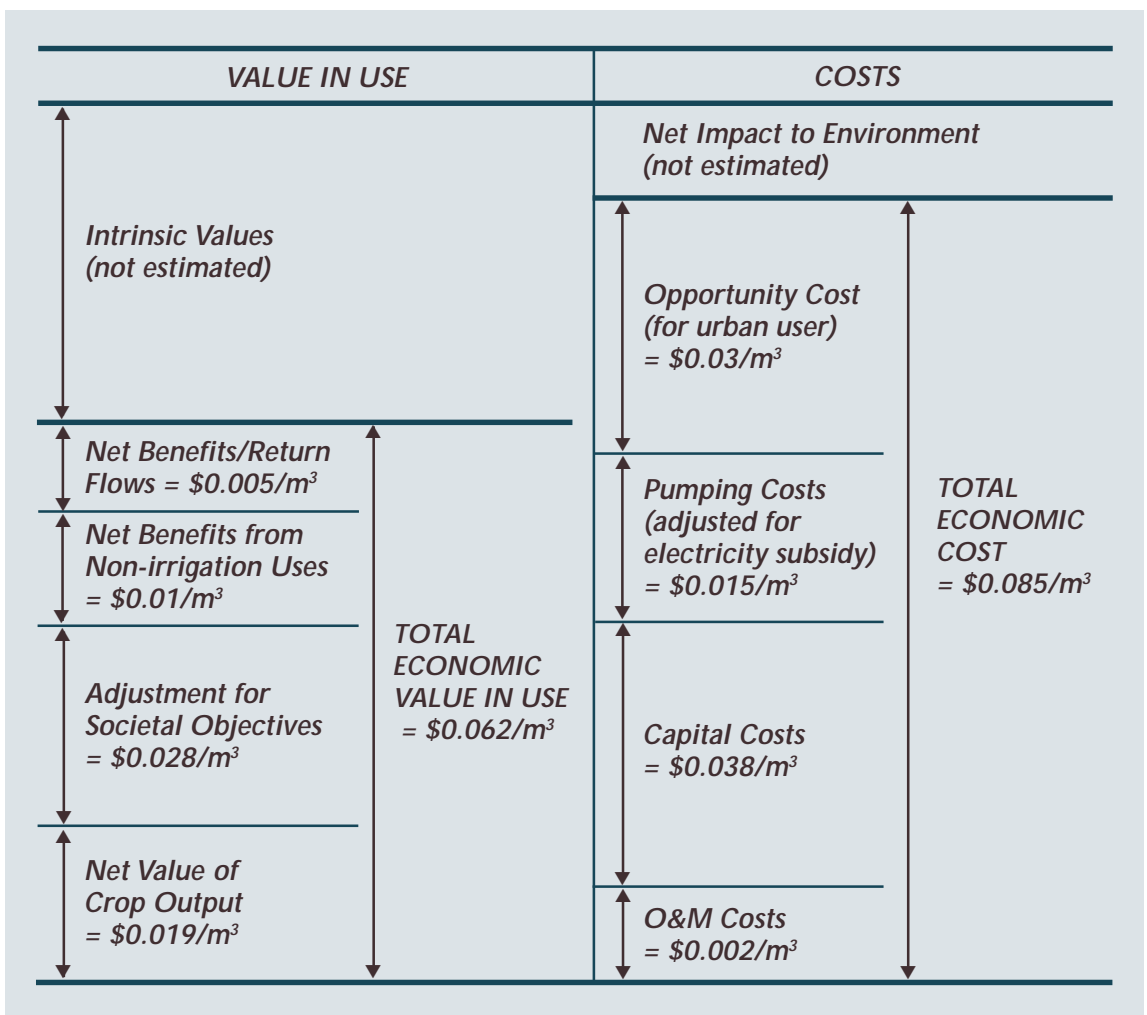 VALUE IN USE
COSTS
Intrinsic Values
(not estimated)
Net Benefits/Return
Flows = $0.005/m³
Net Benefits from
Non-irrigation Uses
= $0.01/m³
Adjustment for
Societal Objectives
= $0.028/m³
Net Value of
Crop Output
= $0.019/m³
TOTAL
ECONOMIC
VALUE IN USE
= $0.062/m³
Net Impact to Environment
(not estimated)
Opportunity Cost
(for urban user)
= $0.03/m³
Pumping Costs
(adjusted for
electricity subsidy)
= $0.015/m³
Capital Costs
= $0.038/m³
O&M Costs
= $0.002/m³
TOTAL
ECONOMIC
COST
= $0.085/m³